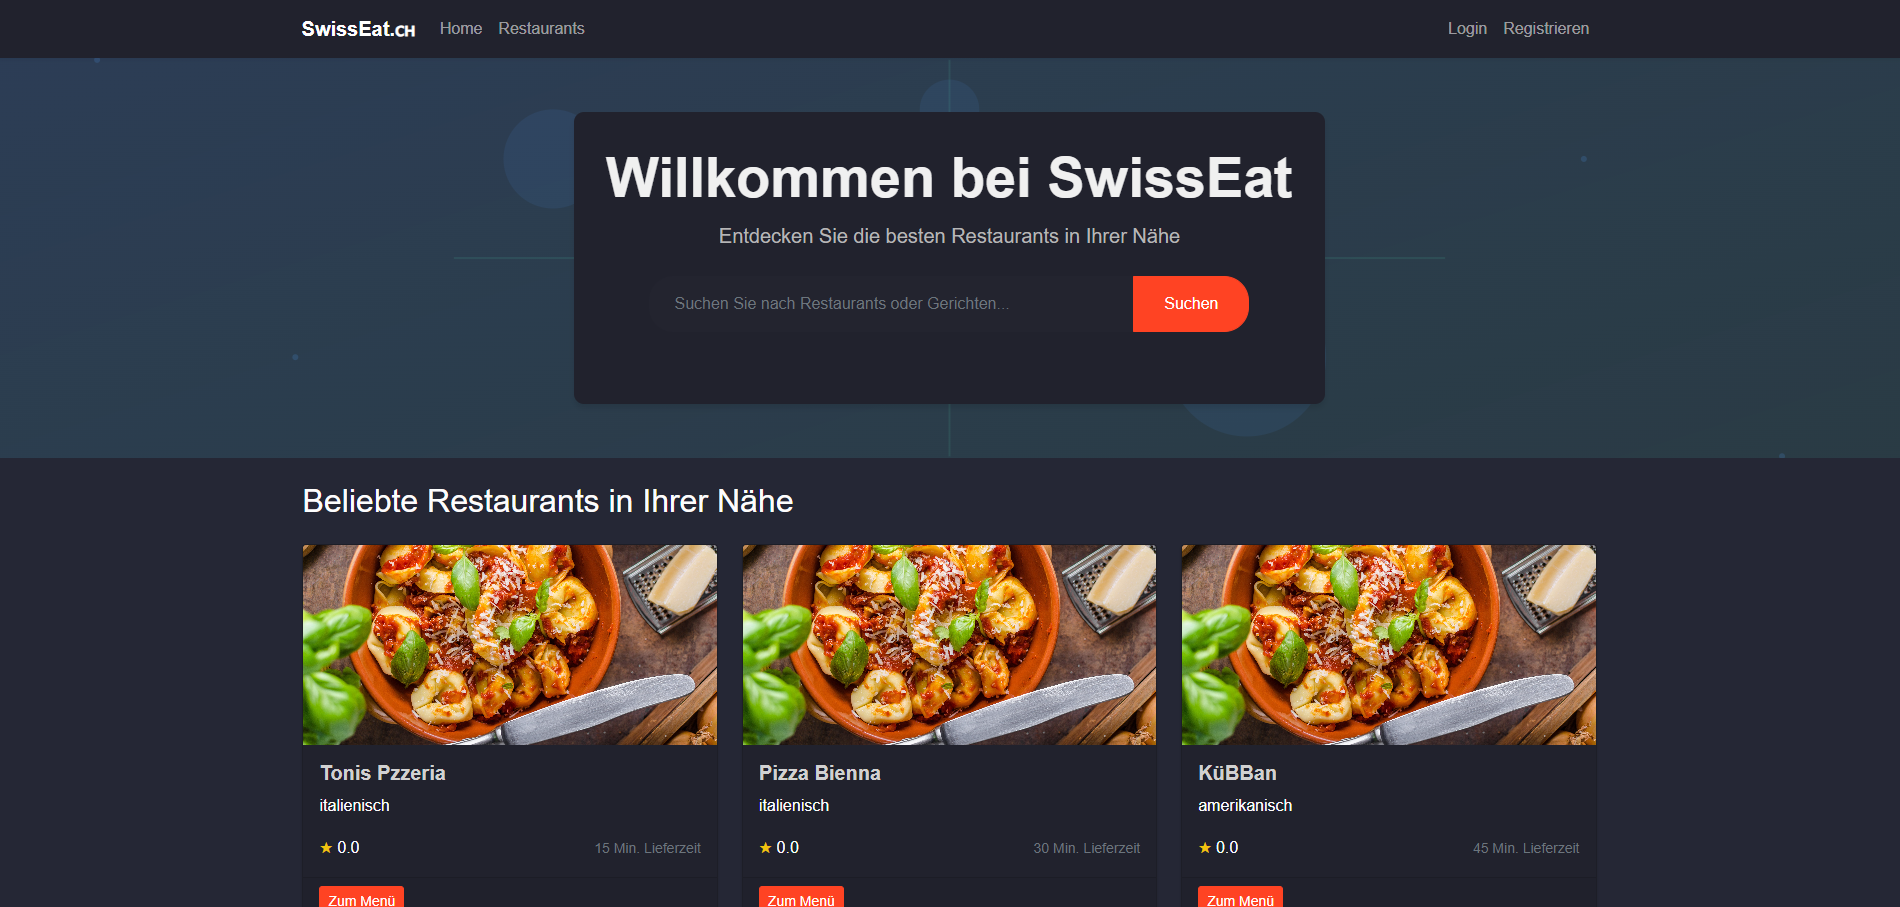 SwissEat.CH Home Restaurants Login Registrieren
Willkommen bei SwissEat
Entdecken Sie die besten Restaurants in Ihrer Nähe
Suchen Sie nach Restaurants oder Gerichten... Suchen
Beliebte Restaurants in Ihrer Nähe
Tonis Pzzeria
italienisch
★ 0.0 15 Min. Lieferzeit
Zum Menü
Pizza Bienna
italienisch
★ 0.0 30 Min. Lieferzeit
Zum Menü
KüBBan
amerikanisch
★ 0.0 45 Min. Lieferzeit
Zum Menü